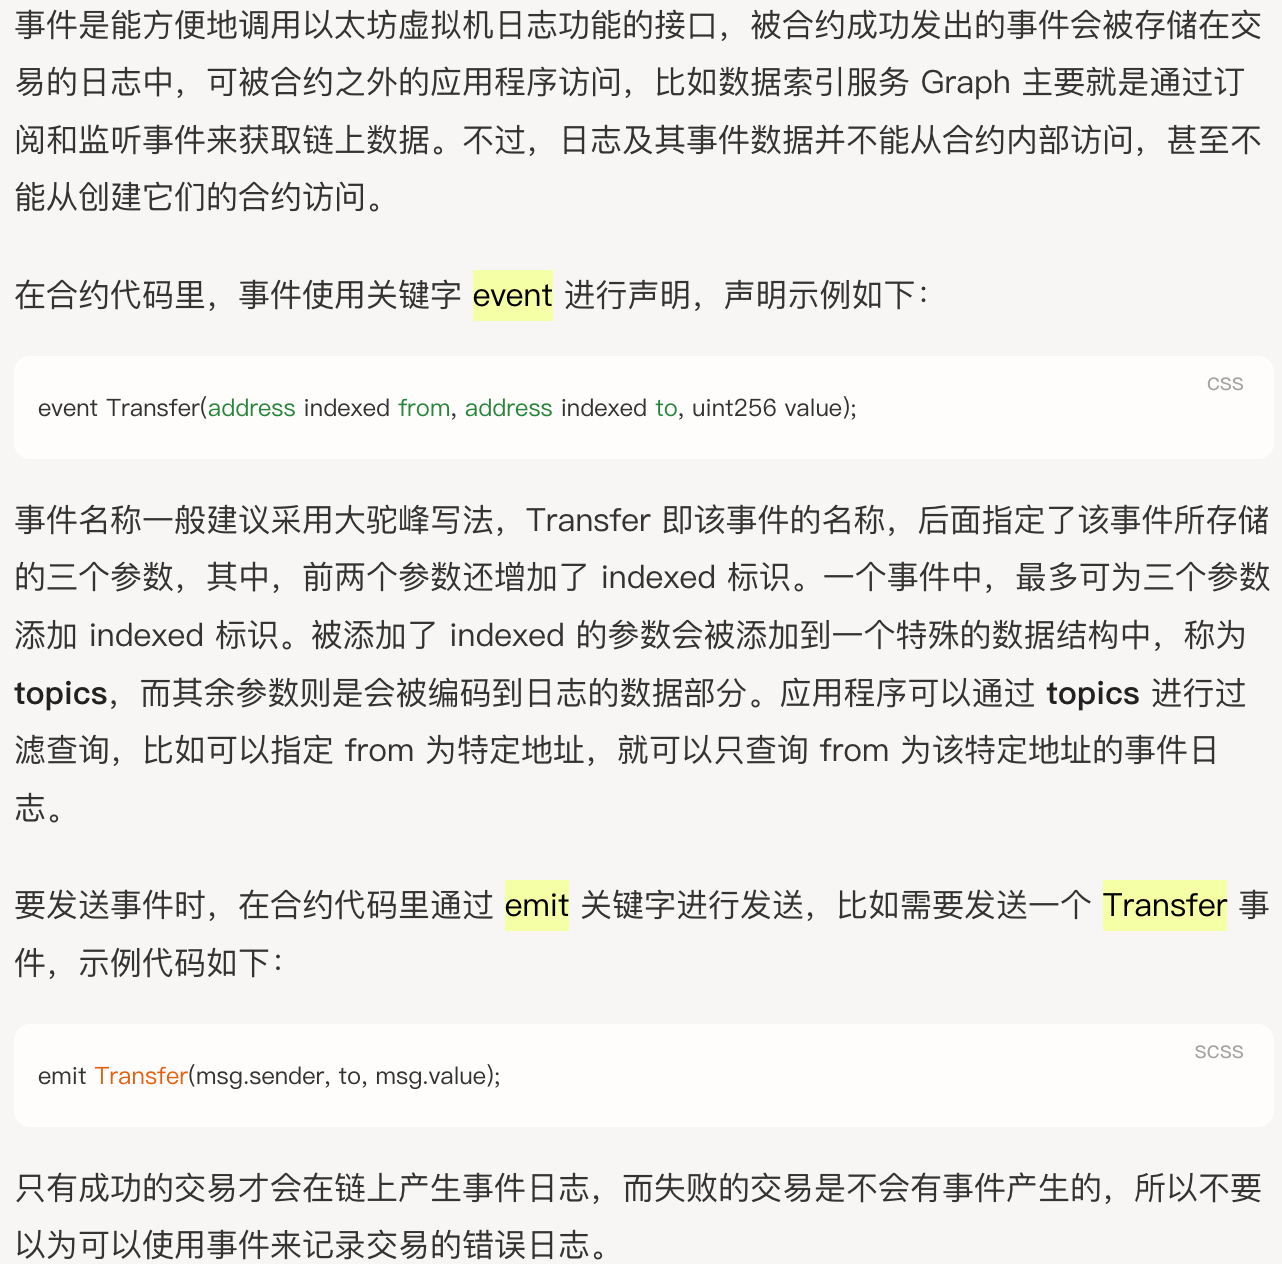 事件是能方便地调用以太坊虚拟机日志功能的接口，被合约成功发出的事件会被存储在交
易的日志中，可被合约之外的应用程序访问，比如数据索引服务 Graph 主要就是通过订
阅和监听事件来获取链上数据。不过，日志及其事件数据并不能从合约内部访问，甚至不
能从创建它们的合约访问。
在合约代码里，事件使用关键字 event 进行声明，声明示例如下：
css
event Transfer(address indexed from, address indexed to, uint256 value);
事件名称一般建议采用大驼峰写法，Transfer 即该事件的名称，后面指定了该事件所存储
的三个参数，其中，前两个参数还增加了 indexed 标识。一个事件中，最多可为三个参数
添加 indexed 标识。被添加了 indexed 的参数会被添加到一个特殊的数据结构中，称为
topics，而其余参数则是会被编码到日志的数据部分。应用程序可以通过 topics 进行过
滤查询，比如可以指定 from 为特定地址，就可以只查询 from 为该特定地址的事件日
志。
要发送事件时，在合约代码里通过 emit 关键字进行发送，比如需要发送一个 Transfer 事
件，示例代码如下：
scss
emit Transfer(msg.sender, to, msg.value);
只有成功的交易才会在链上产生事件日志，而失败的交易是不会有事件产生的，所以不要
以为可以使用事件来记录交易的错误日志。